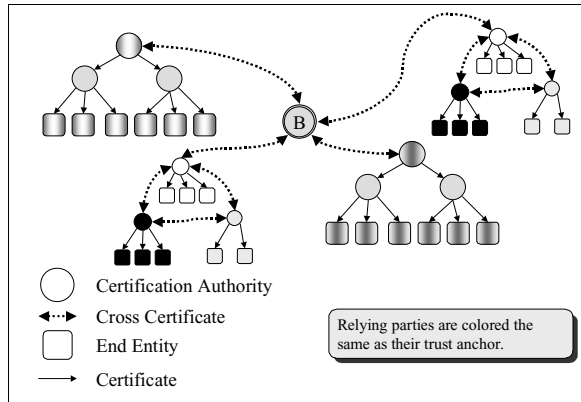 B
Certification Authority
Cross Certificate
End Entity
Certificate
Relying parties are colored the
same as their trust anchor.